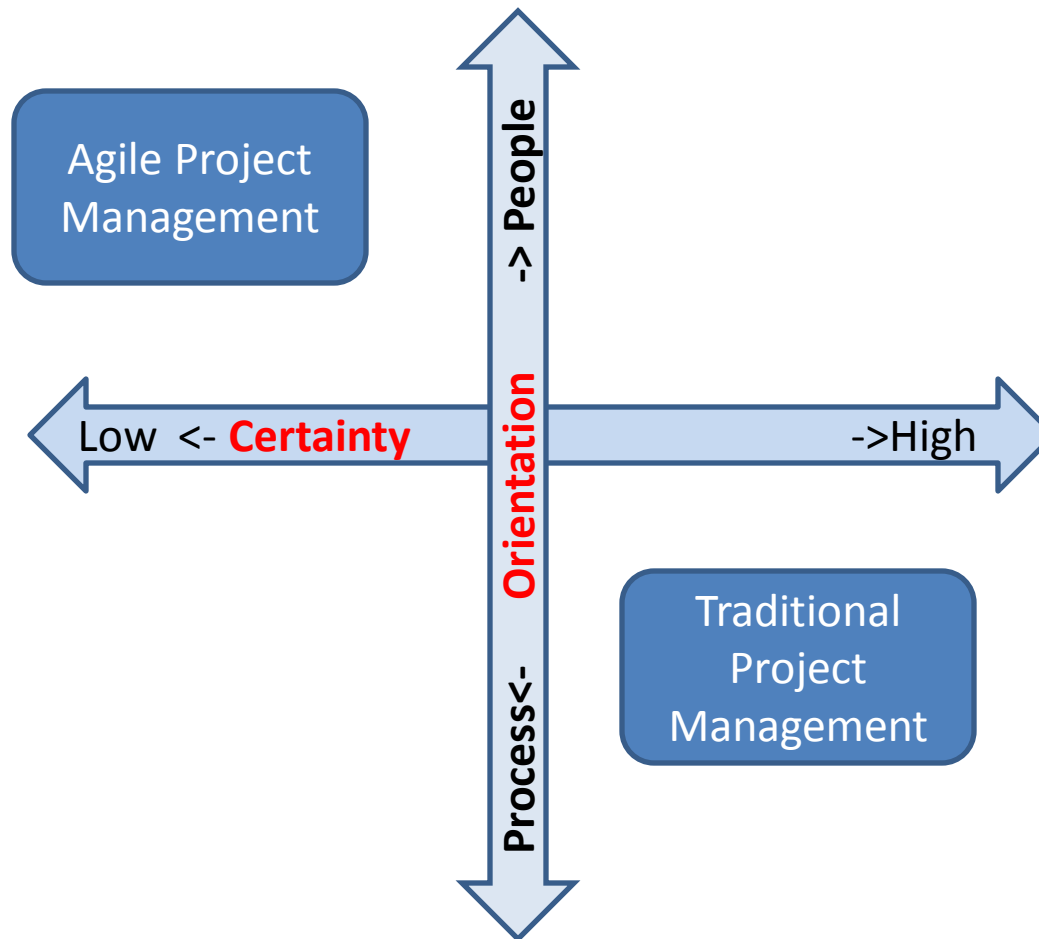 Agile Project
Management
-> People
Orientation
Process<-
Low <- Certainty
->High
Traditional
Project
Management